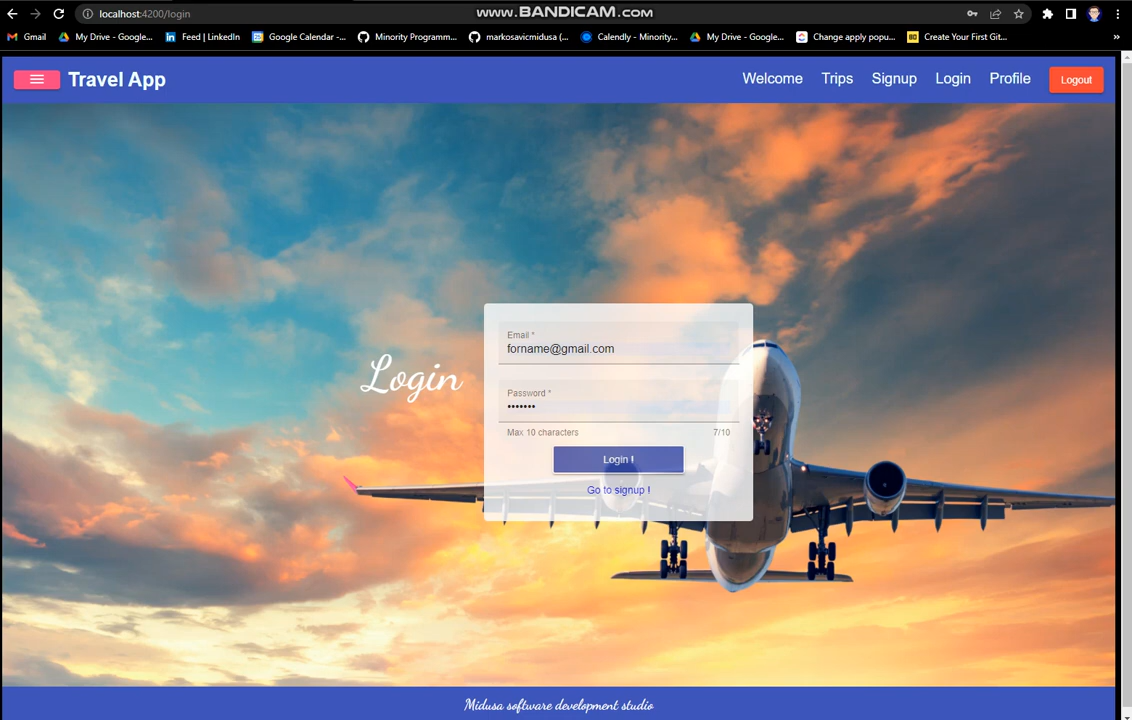 www.BANDICAM.com
localhost:4200/login
Gmail My Drive - Google... Feed | LinkedIn Google Calendar -... Minority Programm... markosavicmidusa (... Calendly - Minority... My Drive - Google... Change apply popu... Create Your First Git... »
Travel App Welcome Trips Signup Login Profile Logout
Email *
forname@gmail.com
Login
Password *
•••••••
Max 10 characters 7/10
Login !
Go to signup !
Midusa software development studio